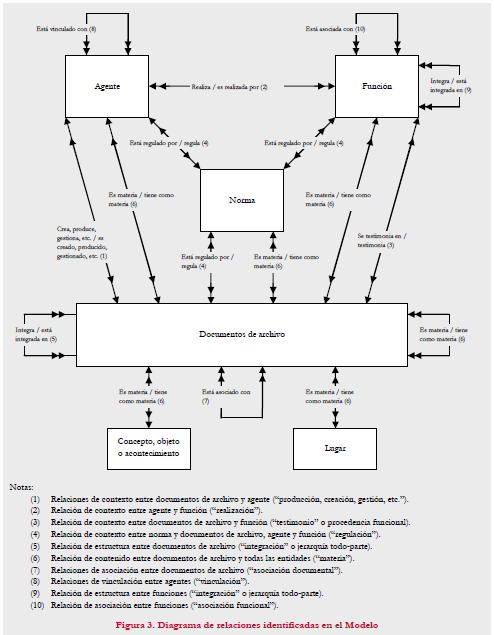 Está vinculado con (8)
Está asociada con (10)
Agente
Realiza / es realizada por (2)
Función
Integra / está
integrada en (9)
Está regulado por / regula (4)
Está regulado por / regula (4)
Es materia / tiene como
materia (6)
Norma
Es materia / tiene como
materia (6)
Crea, produce,
gestiona, etc. / es
creado, producido,
gestionado, etc. (1)
Se testimonia en /
testimonia (3)
Está regulado por /
regula (4)
Es materia / tiene como
materia (6)
Integra / está
integrada en (5)
Documentos de archivo
Es materia / tiene
como materia (6)
Es materia / tiene
como materia (6)
Está asociado con
(7)
Es materia / tiene
como materia (6)
Concepto, objeto
o acontecimiento
Lugar
Notas:
(1) Relaciones de contexto entre documentos de archivo y agente (“producción, creación, gestión, etc.”).
(2) Relación de contexto entre agente y función (“realización”).
(3) Relación de contexto entre documentos de archivo y función (“testimonio” o procedencia funcional).
(4) Relación de contexto entre norma y documentos de archivo, agente y función (“regulación”).
(5) Relación de estructura entre documentos de archivo (“integración” o jerarquía todo-parte).
(6) Relación de contenido entre documentos de archivo y todas las entidades (“materia”).
(7) Relaciones de asociación entre documentos de archivo (“asociación documental”).
(8) Relaciones de vinculación entre agentes (“vinculación”).
(9) Relación de estructura entre funciones (“integración” o jerarquía todo-parte).
(10) Relación de asociación entre funciones (“asociación funcional”).
Figura 3. Diagrama de relaciones identificadas en el Modelo